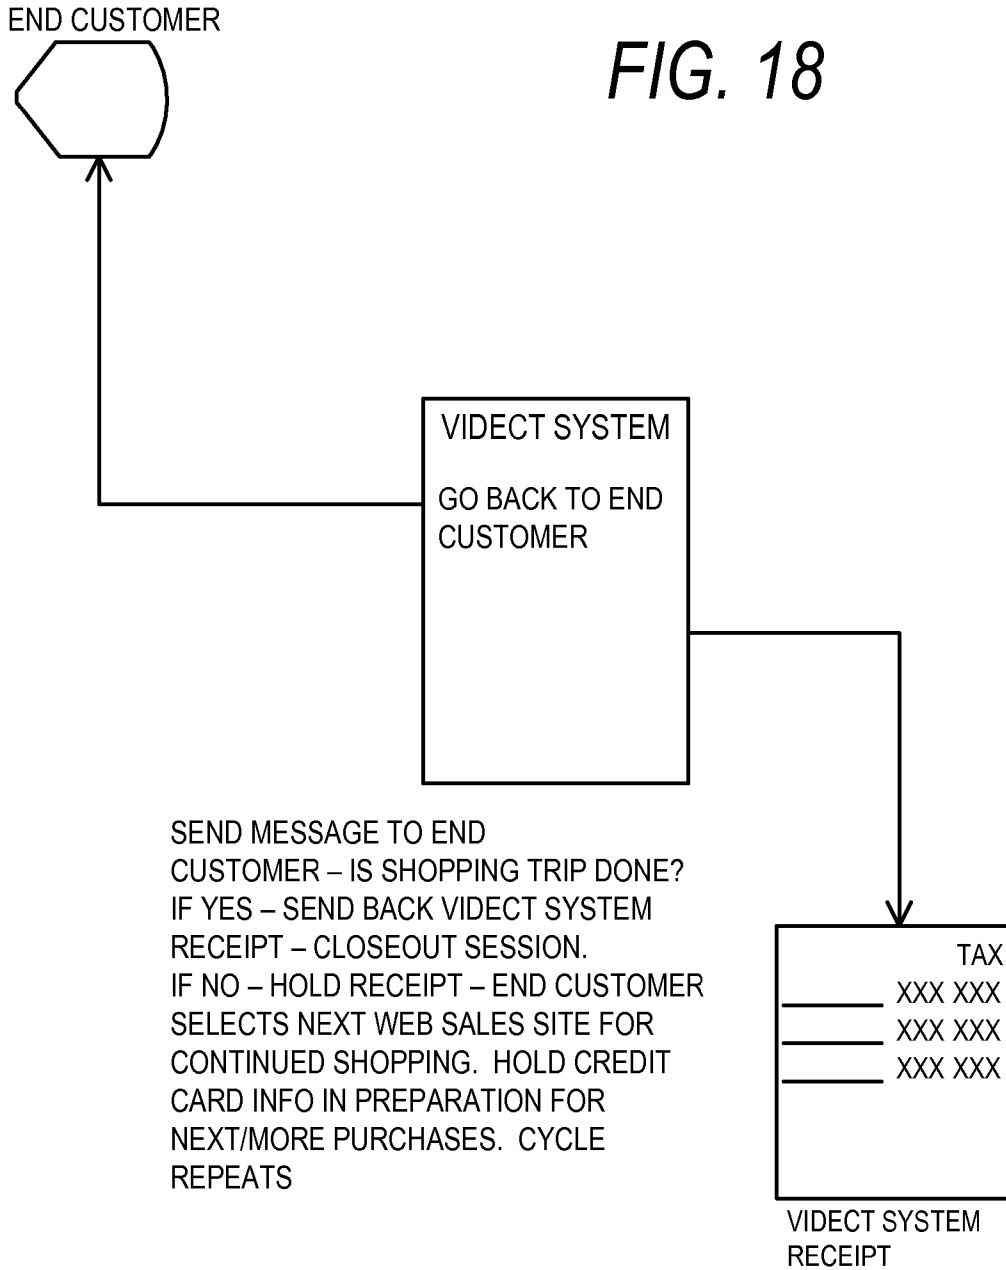 END CUSTOMER
FIG. 18
VIDECT SYSTEM
GO BACK TO END
CUSTOMER
SEND MESSAGE TO END
CUSTOMER – IS SHOPPING TRIP DONE?
IF YES – SEND BACK VIDECT SYSTEM
RECEIPT – CLOSEOUT SESSION.
IF NO – HOLD RECEIPT – END CUSTOMER
SELECTS NEXT WEB SALES SITE FOR
CONTINUED SHOPPING. HOLD CREDIT
CARD INFO IN PREPARATION FOR
NEXT/MORE PURCHASES. CYCLE
REPEATS
TAX
XXX XXX
XXX XXX
XXX XXX
VIDECT SYSTEM
RECEIPT